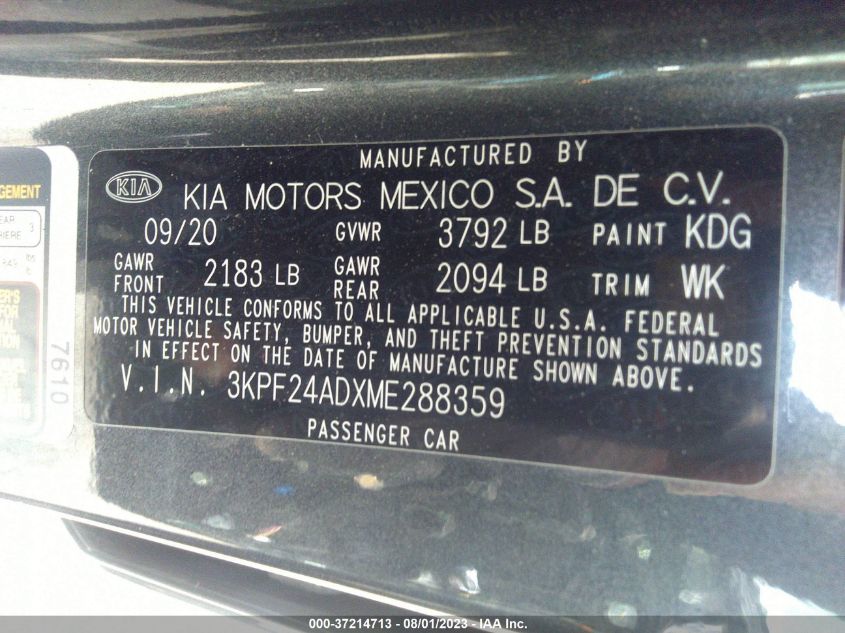 MANUFACTURED BY
KIA KIA MOTORS MEXICO S.A. DE C.V.
09/20 GVWR 3792 LB PAINT KDG
GAWR FRONT 2183 LB GAWR REAR 2094 LB TRIM WK
THIS VEHICLE CONFORMS TO ALL APPLICABLE U.S.A. FEDERAL
MOTOR VEHICLE SAFETY, BUMPER, AND THEFT PREVENTION STANDARDS
IN EFFECT ON THE DATE OF MANUFACTURE SHOWN ABOVE.
V.I.N. 3KPF24ADXME288359
PASSENGER CAR
GEMENT
3
7610
000-37214713 - 08/01/2023 - IAA Inc.